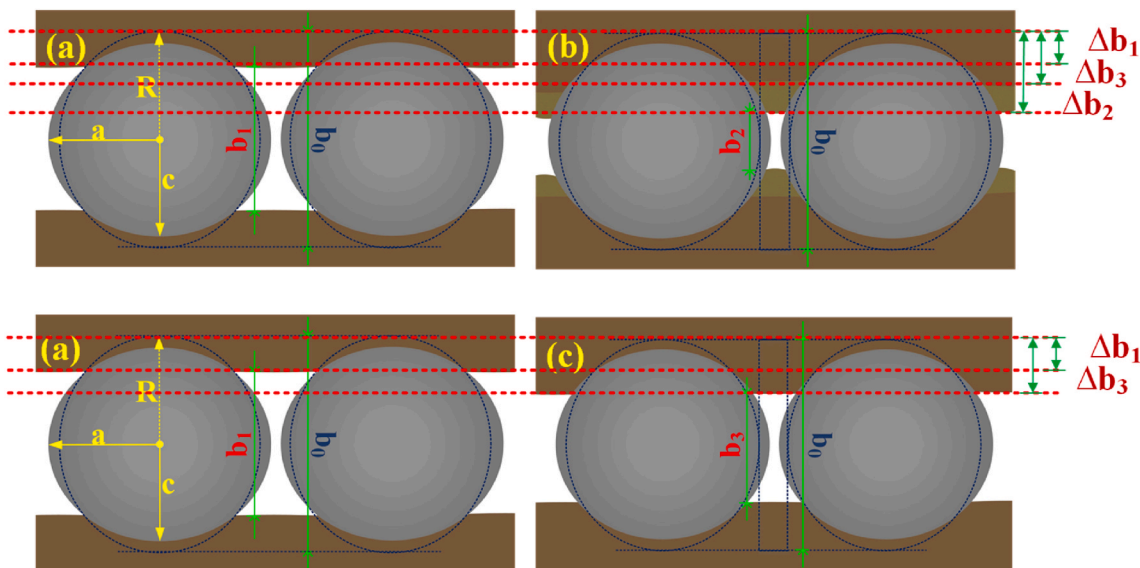 (a)
R
a
c
b₁
b₀
(b)
b₂
b₀
Δb₁
Δb₃
Δb₂
(a)
R
a
c
b₁
b₀
(c)
b₃
b₀
Δb₁
Δb₃